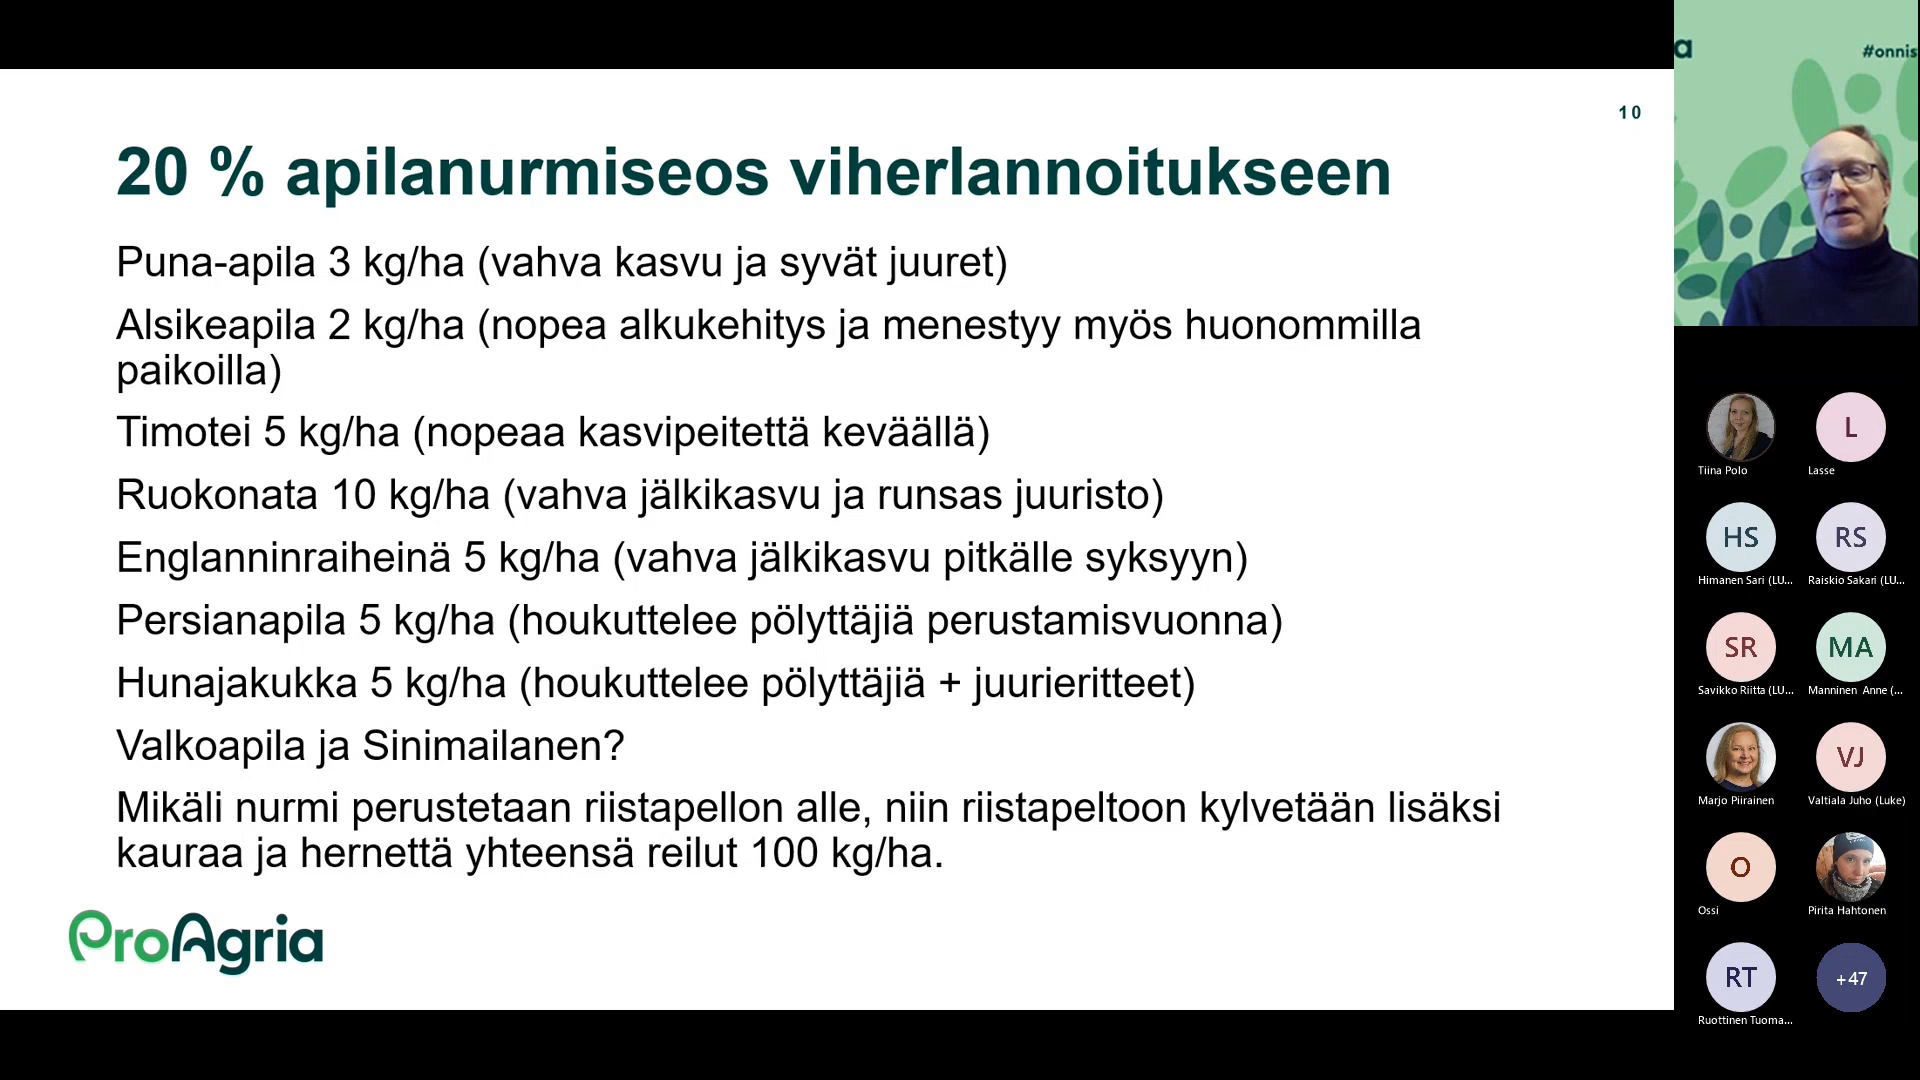 10
20 % apilanurmiseos viherlannoitukseen
Puna-apila 3 kg/ha (vahva kasvu ja syvät juuret)
Alsikeapila 2 kg/ha (nopea alkukehitys ja menestyy myös huonommilla
paikoilla)
Timotei 5 kg/ha (nopeaa kasvipeitettä keväällä)
Ruokonata 10 kg/ha (vahva jälkikasvu ja runsas juuristo)
Englanninraiheinä 5 kg/ha (vahva jälkikasvu pitkälle syksyyn)
Persianapila 5 kg/ha (houkuttelee pölyttäjiä perustamisvuonna)
Hunajakukka 5 kg/ha (houkuttelee pölyttäjiä + juurieritteet)
Valkoapila ja Sinimailanen?
Mikäli nurmi perustetaan riistapellon alle, niin riistapeltoon kylvetään lisäksi
kauraa ja hernettä yhteensä reilut 100 kg/ha.
ProAgria
a
#onnis
L
Tiina Polo
Lasse
HS
RS
Himanen Sari (LU...
Raiskio Sakari (LU...
SR
MA
Savikko Riitta (LU...
Manninen Anne (...
VJ
Marjo Piirainen
Valtiala Juho (Luke)
O
Ossi
Pirita Hahtonen
RT
+47
Ruottinen Tuoma...